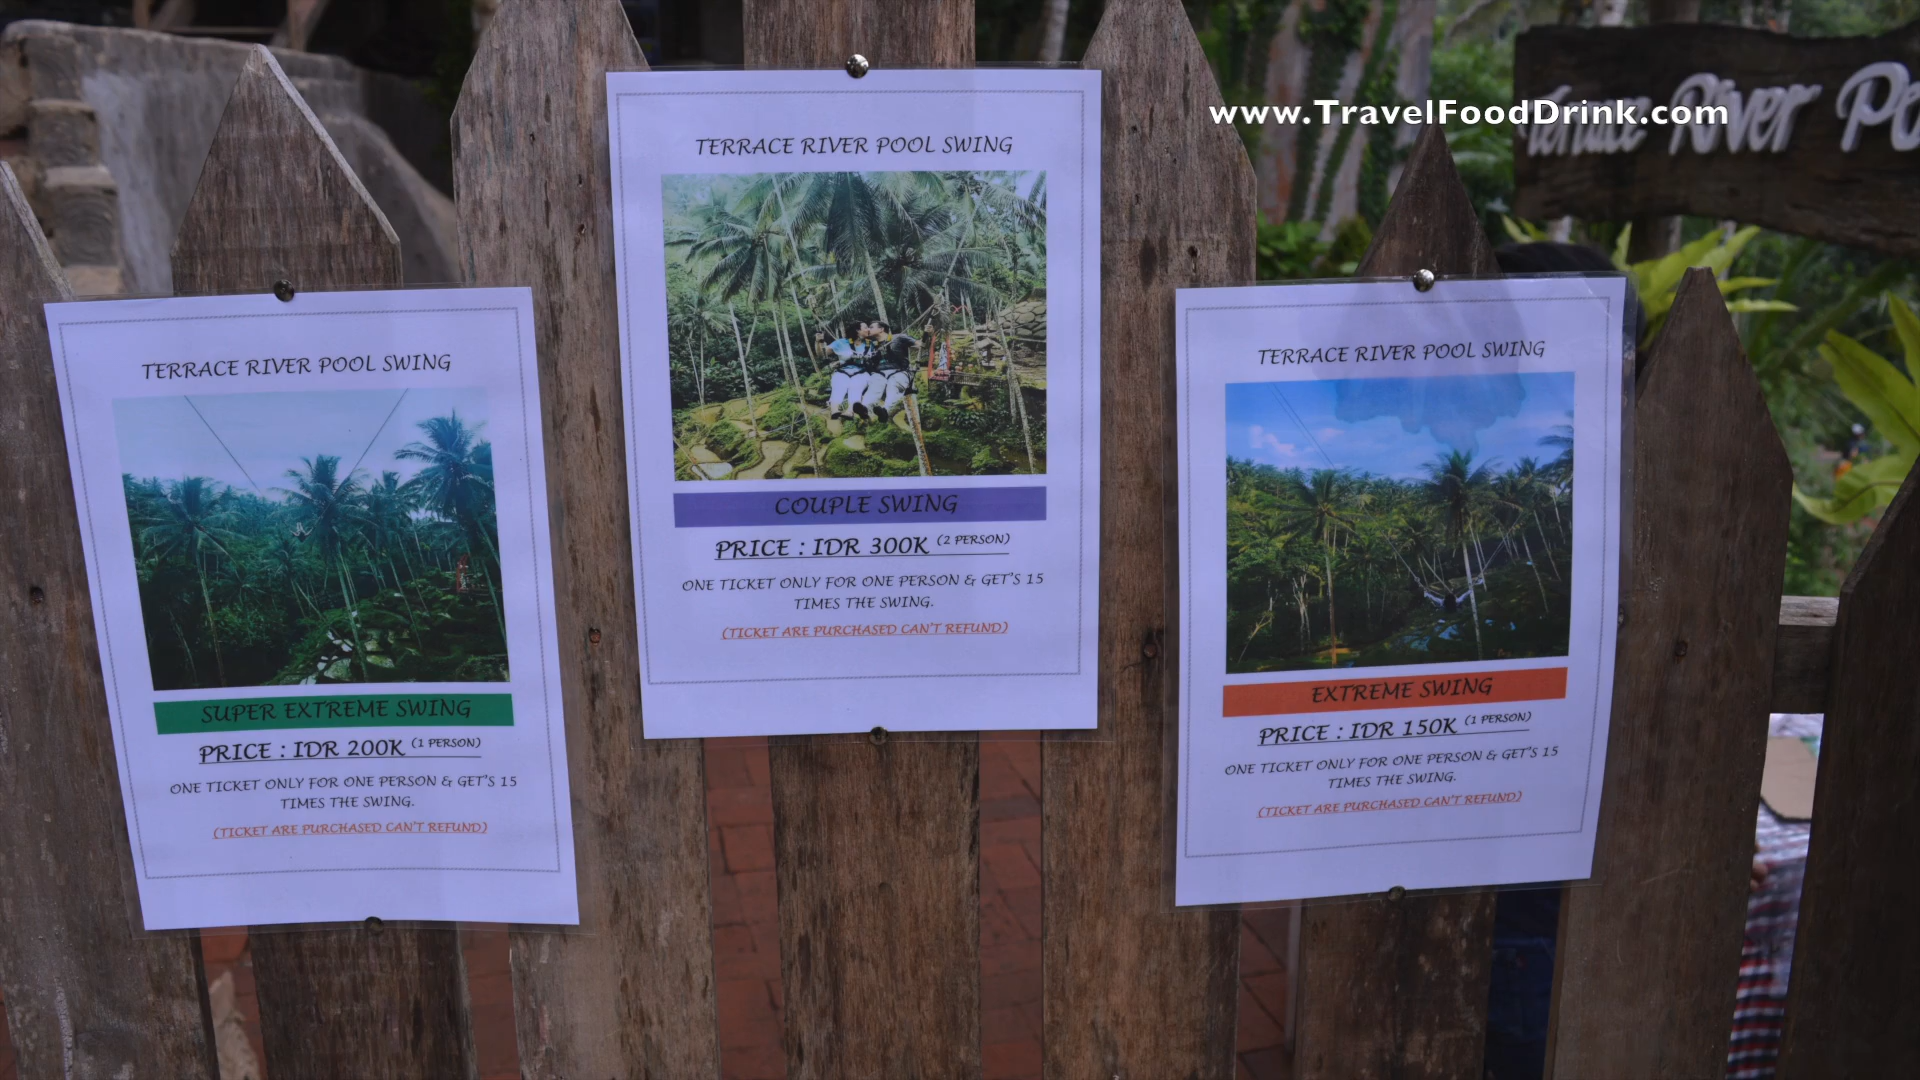 www.TravelFoodDrink.com
Terrace River
TERRACE RIVER POOL SWING
SUPER EXTREME SWING
PRICE : IDR 200K (1 PERSON)
ONE TICKET ONLY FOR ONE PERSON & GET'S 15
TIMES THE SWING.
(TICKET ARE PURCHASED CAN'T REFUND)
TERRACE RIVER POOL SWING
COUPLE SWING
PRICE : IDR 300K (2 PERSON)
ONE TICKET ONLY FOR ONE PERSON & GET'S 15
TIMES THE SWING.
(TICKET ARE PURCHASED CAN'T REFUND)
TERRACE RIVER POOL SWING
EXTREME SWING
PRICE : IDR 150K (1 PERSON)
ONE TICKET ONLY FOR ONE PERSON & GET'S 15
TIMES THE SWING.
(TICKET ARE PURCHASED CAN'T REFUND)